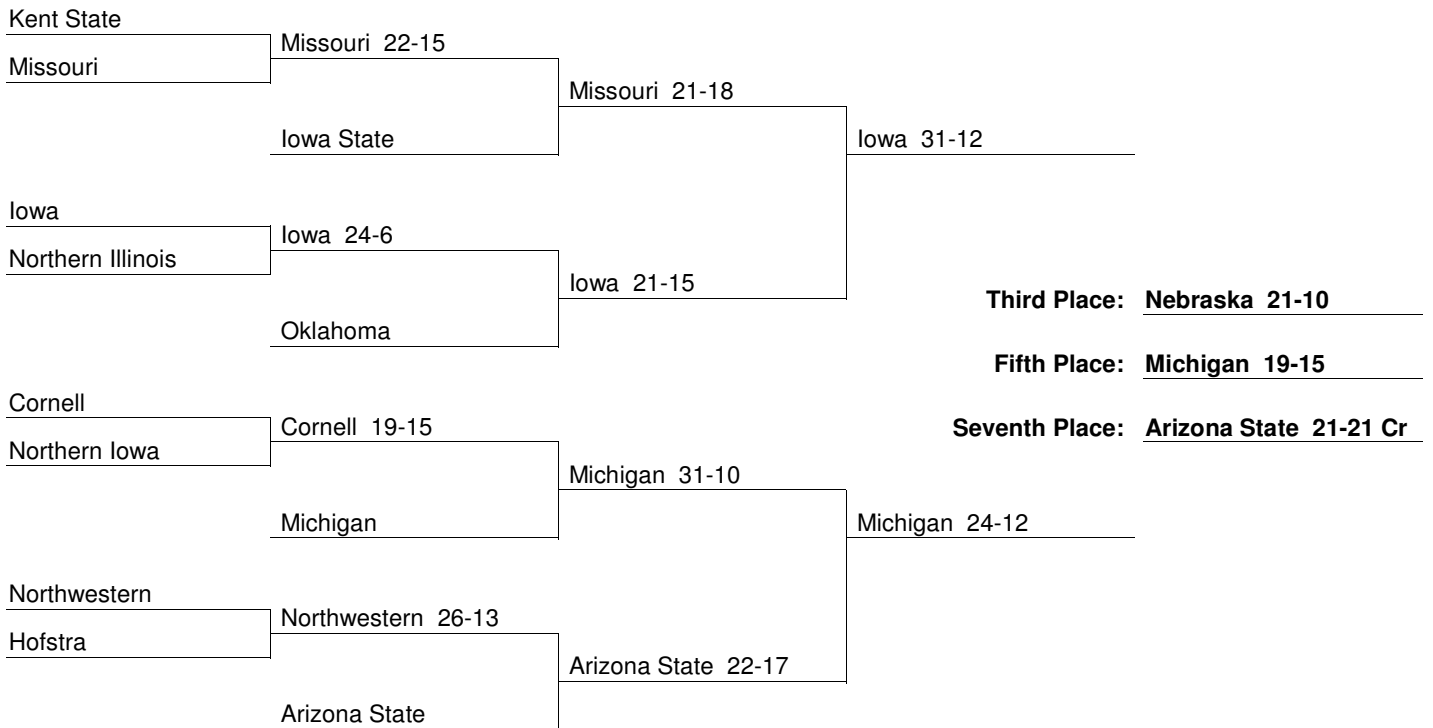 Kent State
Missouri 22-15
Missouri
Missouri 21-18
Iowa State
Iowa 31-12
Iowa
Iowa 24-6
Northern Illinois
Iowa 21-15
Third Place: Nebraska 21-10
Oklahoma
Fifth Place: Michigan 19-15
Cornell
Cornell 19-15
Seventh Place: Arizona State 21-21 Cr
Northern Iowa
Michigan 31-10
Michigan
Michigan 24-12
Northwestern
Northwestern 26-13
Hofstra
Arizona State 22-17
Arizona State